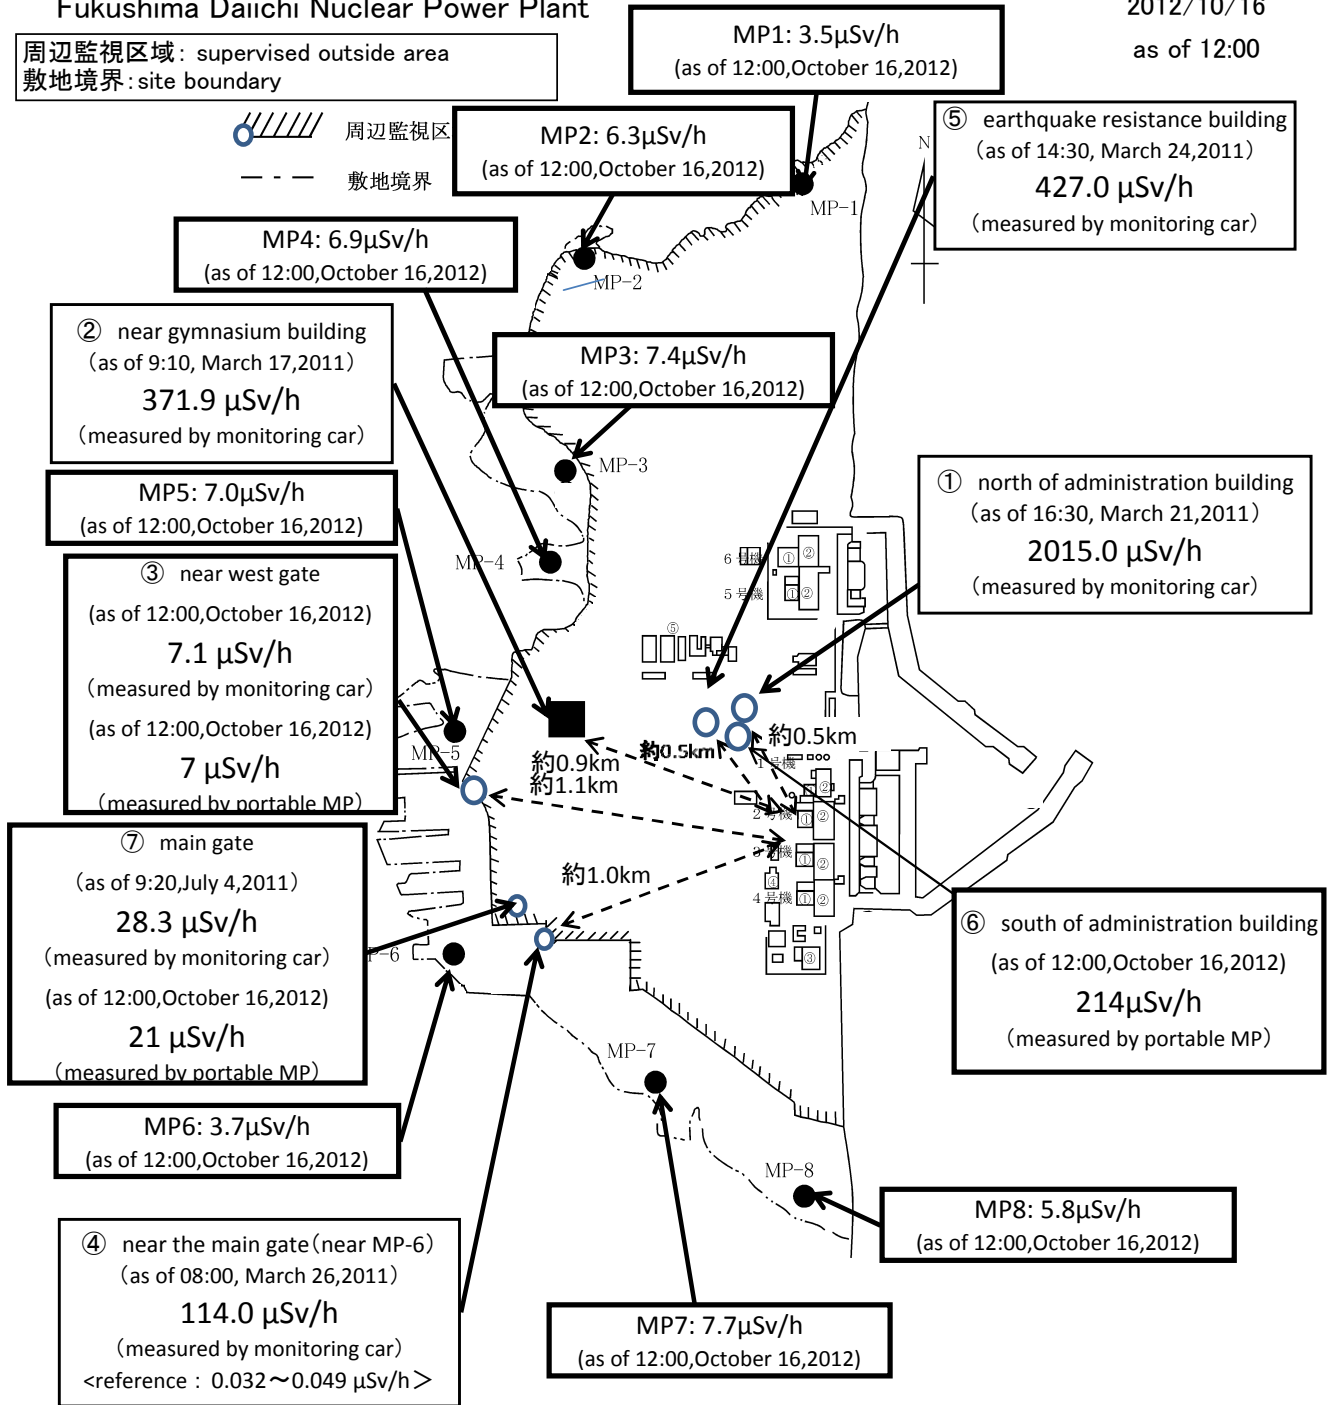 Fukushima Daiichi Nuclear Power Plant
2012/10/16
as of 12:00
周辺監視区域: supervised outside area
敷地境界:site boundary
周辺監視区
敷地境界
MP1: 3.5μSv/h
(as of 12:00,October 16,2012)
MP2: 6.3μSv/h
(as of 12:00,October 16,2012)
⑤ earthquake resistance building
(as of 14:30, March 24,2011)
427.0 μSv/h
(measured by monitoring car)
N
MP-1
MP4: 6.9μSv/h
(as of 12:00,October 16,2012)
MP-2
② near gymnasium building
(as of 9:10, March 17,2011)
371.9 μSv/h
(measured by monitoring car)
MP3: 7.4μSv/h
(as of 12:00,October 16,2012)
MP-3
MP5: 7.0μSv/h
(as of 12:00,October 16,2012)
① north of administration building
(as of 16:30, March 21,2011)
2015.0 μSv/h
(measured by monitoring car)
MP-4
③ near west gate
(as of 12:00,October 16,2012)
7.1 μSv/h
(measured by monitoring car)
(as of 12:00,October 16,2012)
7 μSv/h
(measured by portable MP)
6号機 ① ②
5号機 ① ②
⑤
MP-5
約0.9km
約1.1km
約0.5km
約0.5km
1号機 ②
2号機 ① ②
3号機 ① ②
④
4号機 ① ②
③
約1.0km
⑦ main gate
(as of 9:20,July 4,2011)
28.3 μSv/h
(measured by monitoring car)
(as of 12:00,October 16,2012)
21 μSv/h
(measured by portable MP)
P-6
⑥ south of administration building
(as of 12:00,October 16,2012)
214μSv/h
(measured by portable MP)
MP-7
MP6: 3.7μSv/h
(as of 12:00,October 16,2012)
MP-8
MP8: 5.8μSv/h
(as of 12:00,October 16,2012)
④ near the main gate(near MP-6)
(as of 08:00, March 26,2011)
114.0 μSv/h
(measured by monitoring car)
<reference : 0.032～0.049 μSv/h＞
MP7: 7.7μSv/h
(as of 12:00,October 16,2012)